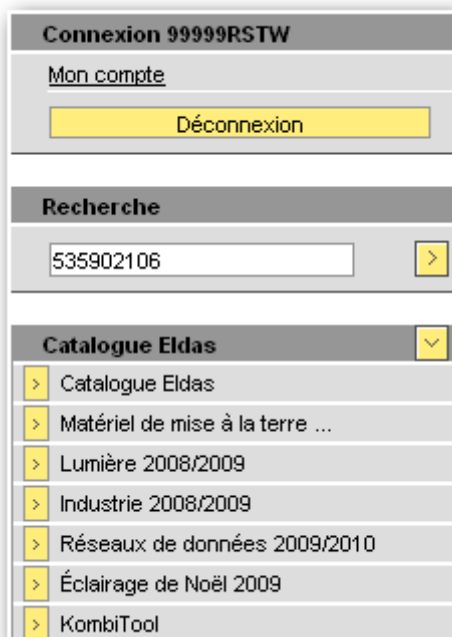 Connexion 99999RSTW
Mon compte
Déconnexion
Recherche
535902106
Catalogue Eldas
Catalogue Eldas
Matériel de mise à la terre ...
Lumière 2008/2009
Industrie 2008/2009
Réseaux de données 2009/2010
Éclairage de Noël 2009
KombiTool